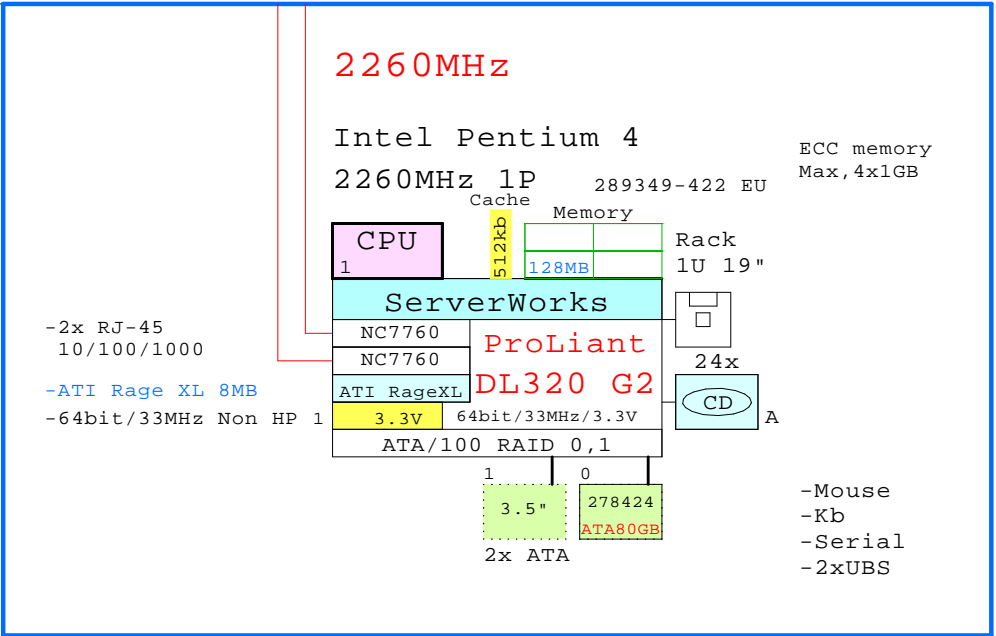 2260MHz
Intel Pentium 4
2260MHz 1P
289349-422 EU
ECC memory
Max,4x1GB
Cache
Memory
512kb
CPU
1
128MB
Rack
1U 19"
ServerWorks
-2x RJ-45
10/100/1000
NC7760
NC7760
ProLiant
DL320 G2
24x
-ATI Rage XL 8MB
ATI RageXL
CD
A
-64bit/33MHz Non HP 1
3.3V
64bit/33MHz/3.3V
ATA/100 RAID 0,1
1
0
3.5"
278424
ATA80GB
2x ATA
-Mouse
-Kb
-Serial
-2xUBS